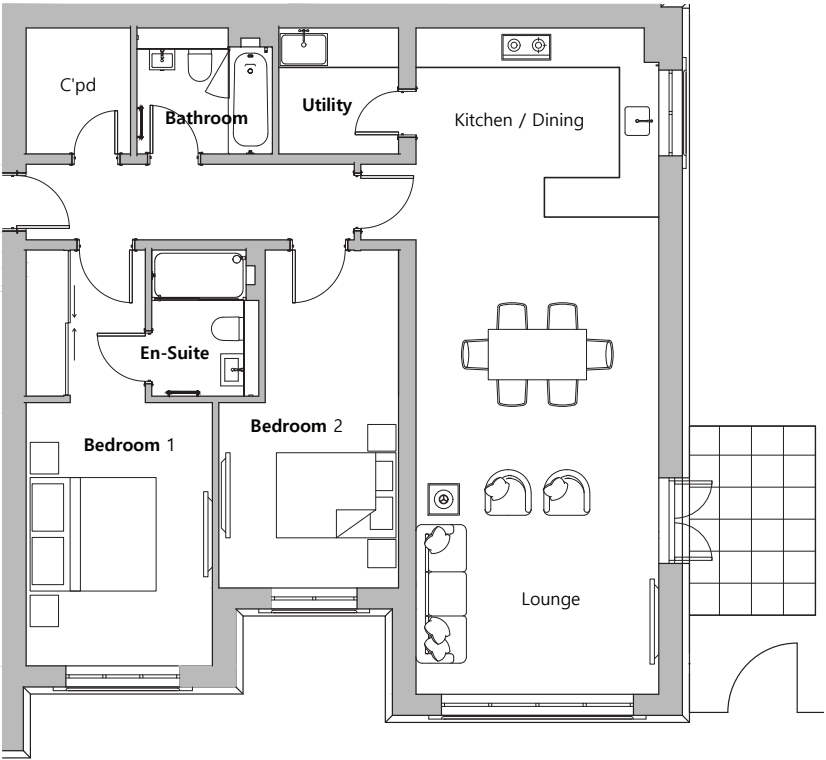 C'pd
Bathroom
Utility
Kitchen / Dining
En-Suite
Bedroom 1
Bedroom 2
Lounge